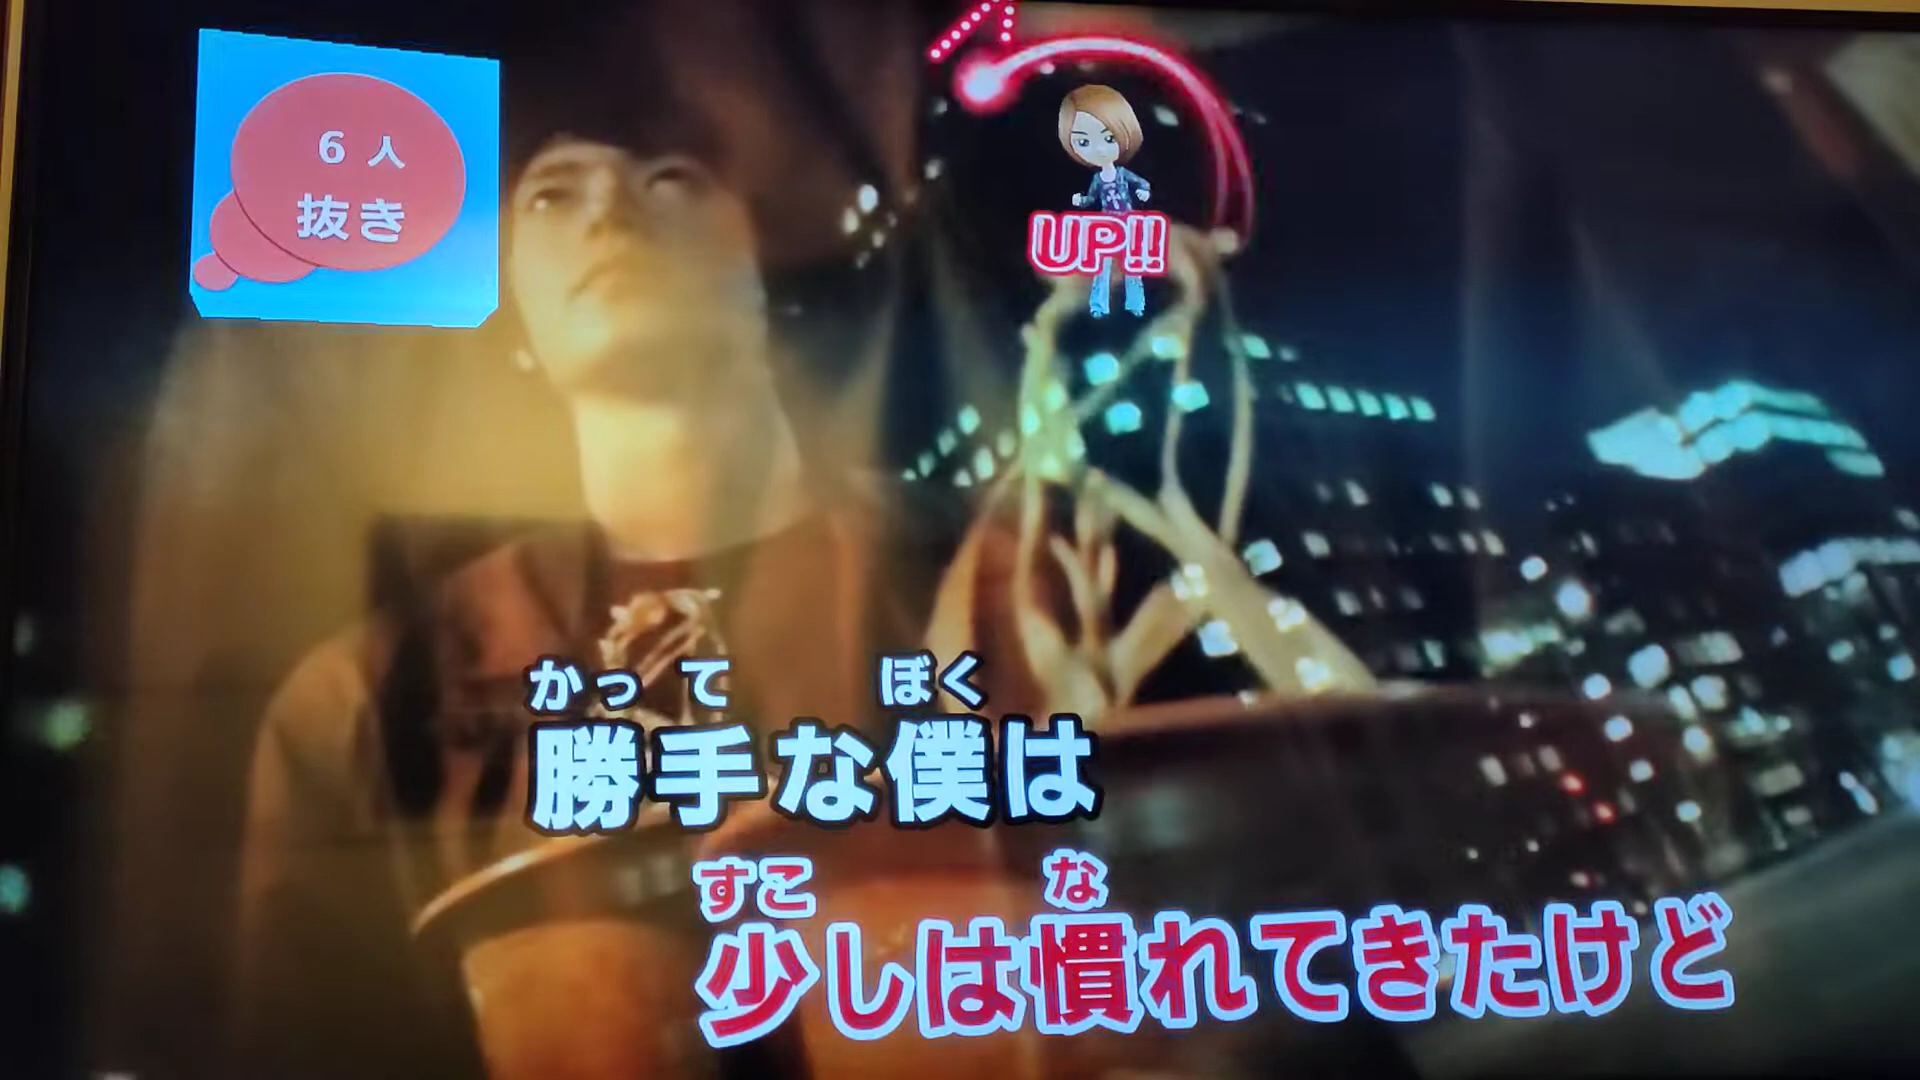 6人
抜き
UP!!
かって ぼく
勝手な僕は
すこ な
少しは慣れてきたけど